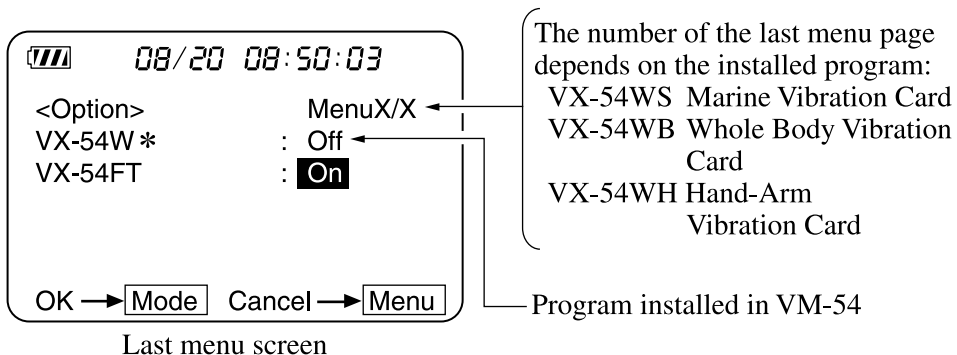 08/20 08:50:03
<Option> MenuX/X
VX-54W* : Off
VX-54FT : On
OK Mode Cancel Menu
Last menu screen
The number of the last menu page
depends on the installed program:
VX-54WS Marine Vibration Card
VX-54WB Whole Body Vibration
Card
VX-54WH Hand-Arm
Vibration Card
Program installed in VM-54